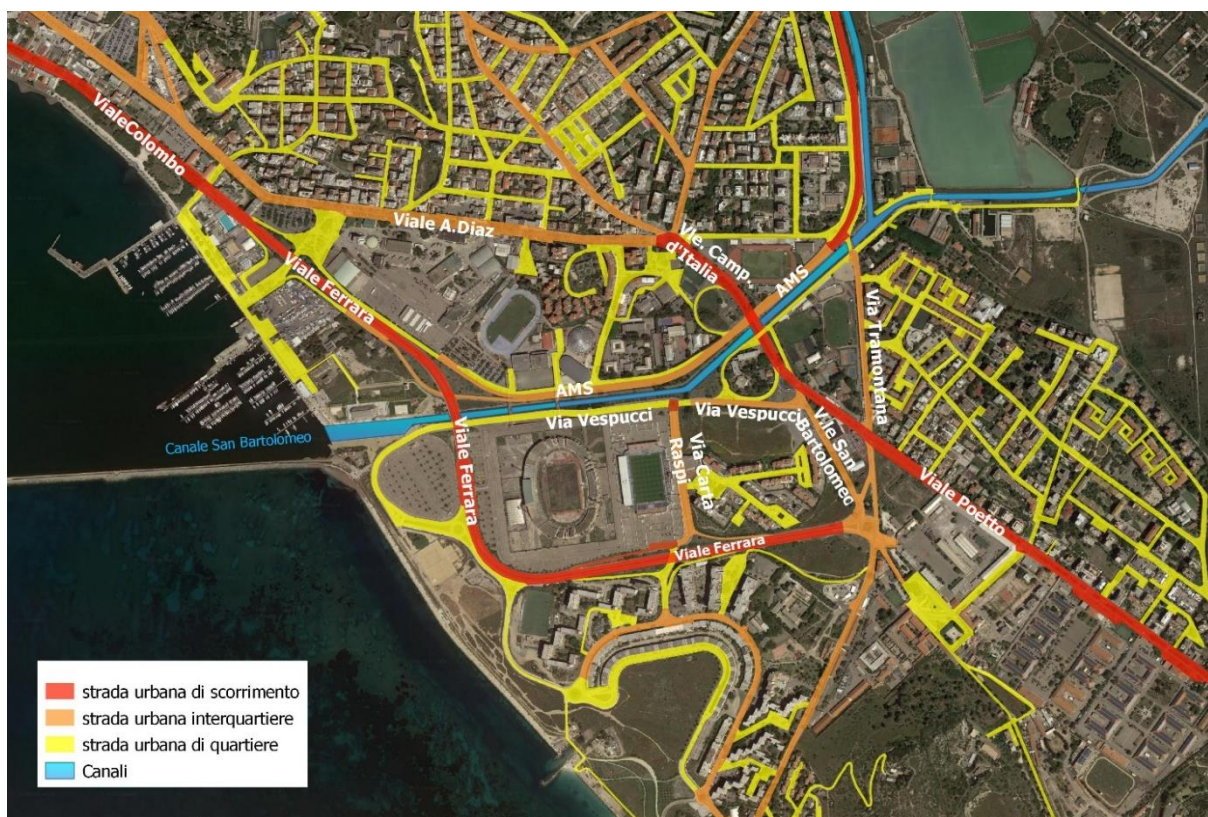 VialeColombo
Viale A.Diaz
Vle. Camp..
d'Italia
AMS
Viale Ferrara
Via Tramontana
AMS
Via Vespucci
Via Vespucci
Canale San Bartolomeo
Viale Ferrara
Raspi
Via Carta
V.le San
Bartolomeo
Viale Poetto
Viale Ferrara
strada urbana di scorrimento
strada urbana interquartiere
strada urbana di quartiere
Canali